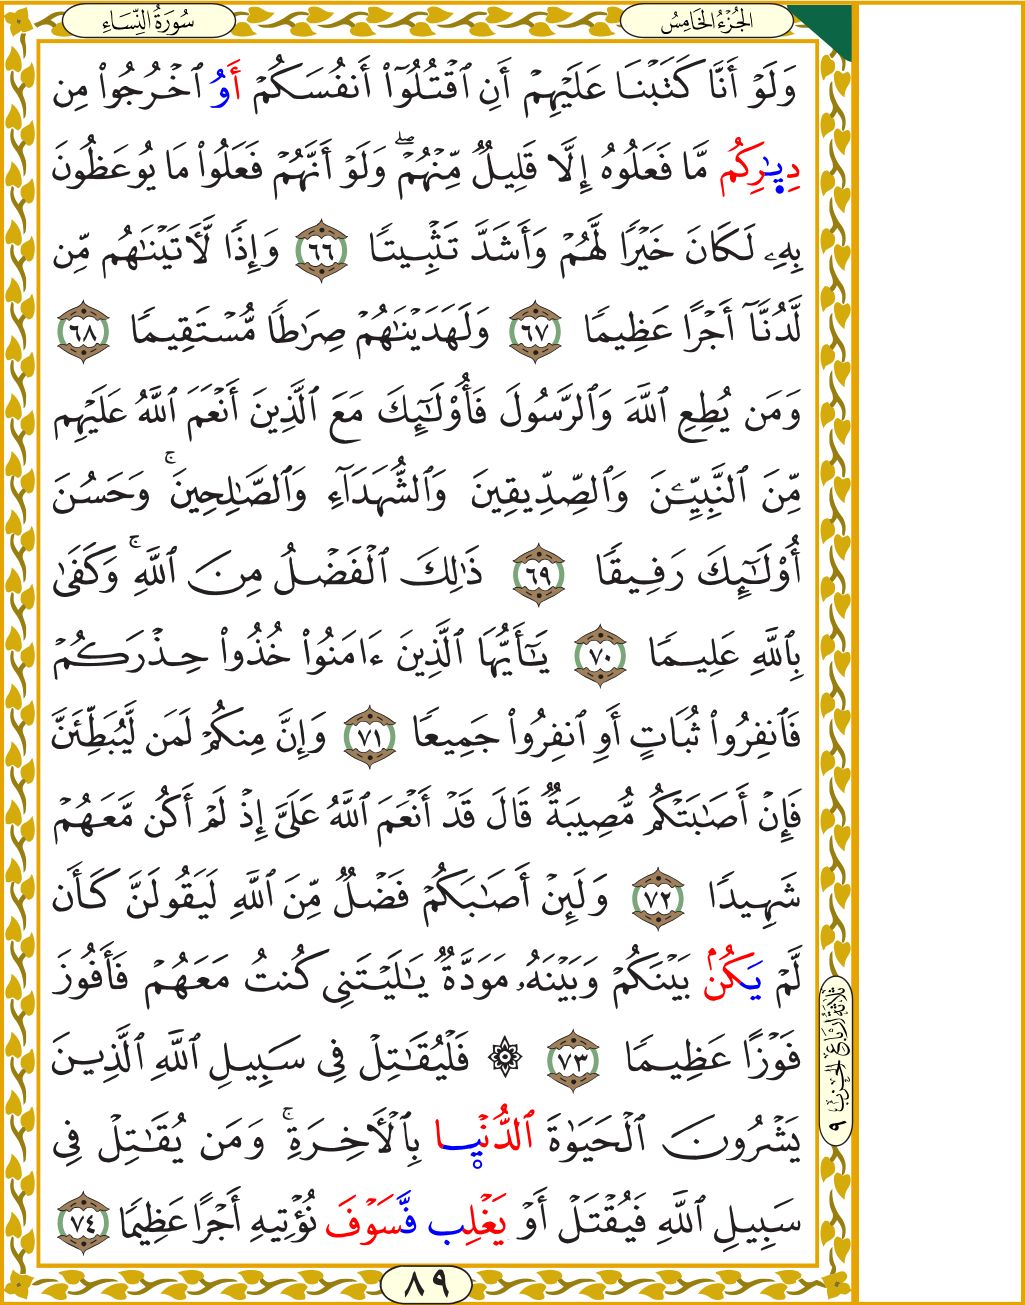 الجُزْءُ الخَامِسُ
سُورَةُ النِّسَاءِ
وَلَوْ أَنَّا كَتَبْنَا عَلَيْهِمْ أَنِ ٱقْتُلُوٓاْ أَنفُسَكُمْ أَوُ ٱخْرُجُواْ مِن
دِيَٰرِكُم مَّا فَعَلُوهُ إِلَّا قَلِيلٌ مِّنْهُمْۖ وَلَوْ أَنَّهُمْ فَعَلُواْ مَا يُوعَظُونَ
بِهِۦ لَكَانَ خَيْرًا لَّهُمْ وَأَشَدَّ تَثْبِيتًا ٦٦ وَإِذًا لَّأٓتَيْنَٰهُم مِّن
لَّدُنَّآ أَجْرًا عَظِيمًا ٦٧ وَلَهَدَيْنَٰهُمْ صِرَٰطًا مُّسْتَقِيمًا ٦٨
وَمَن يُطِعِ ٱللَّهَ وَٱلرَّسُولَ فَأُوْلَٰٓئِكَ مَعَ ٱلَّذِينَ أَنْعَمَ ٱللَّهُ عَلَيْهِم
مِّنَ ٱلنَّبِيِّـۧنَ وَٱلصِّدِّيقِينَ وَٱلشُّهَدَآءِ وَٱلصَّٰلِحِينَۚ وَحَسُنَ
أُوْلَٰٓئِكَ رَفِيقًا ٦٩ ذَٰلِكَ ٱلْفَضْلُ مِنَ ٱللَّهِۚ وَكَفَىٰ
بِٱللَّهِ عَلِيمًا ٧٠ يَٰٓأَيُّهَا ٱلَّذِينَ ءَامَنُواْ خُذُواْ حِذْرَكُمْ
فَٱنفِرُواْ ثُبَاتٍ أَوِ ٱنفِرُواْ جَمِيعًا ٧١ وَإِنَّ مِنكُمْ لَمَن لَّيُبَطِّئَنَّ
فَإِنْ أَصَٰبَتْكُم مُّصِيبَةٌ قَالَ قَدْ أَنْعَمَ ٱللَّهُ عَلَيَّ إِذْ لَمْ أَكُن مَّعَهُمْ
شَهِيدًا ٧٢ وَلَئِنْ أَصَٰبَكُمْ فَضْلٌ مِّنَ ٱللَّهِ لَيَقُولَنَّ كَأَن
لَّمْ يَكُنۢ بَيْنَكُمْ وَبَيْنَهُۥ مَوَدَّةٌ يَٰلَيْتَنِي كُنتُ مَعَهُمْ فَأَفُوزَ
فَوْزًا عَظِيمًا ٧٣ ۞ فَلْيُقَٰتِلْ فِي سَبِيلِ ٱللَّهِ ٱلَّذِينَ
يَشْرُونَ ٱلْحَيَوٰةَ ٱلدُّنْيَا بِٱلْأٓخِرَةِۚ وَمَن يُقَٰتِلْ فِي
سَبِيلِ ٱللَّهِ فَيُقْتَلْ أَوْ يَغْلِب فَّسَوْفَ نُؤْتِيهِ أَجْرًا عَظِيمًا ٧٤
ثلاثة أرباع الحزب ٩
٨٩